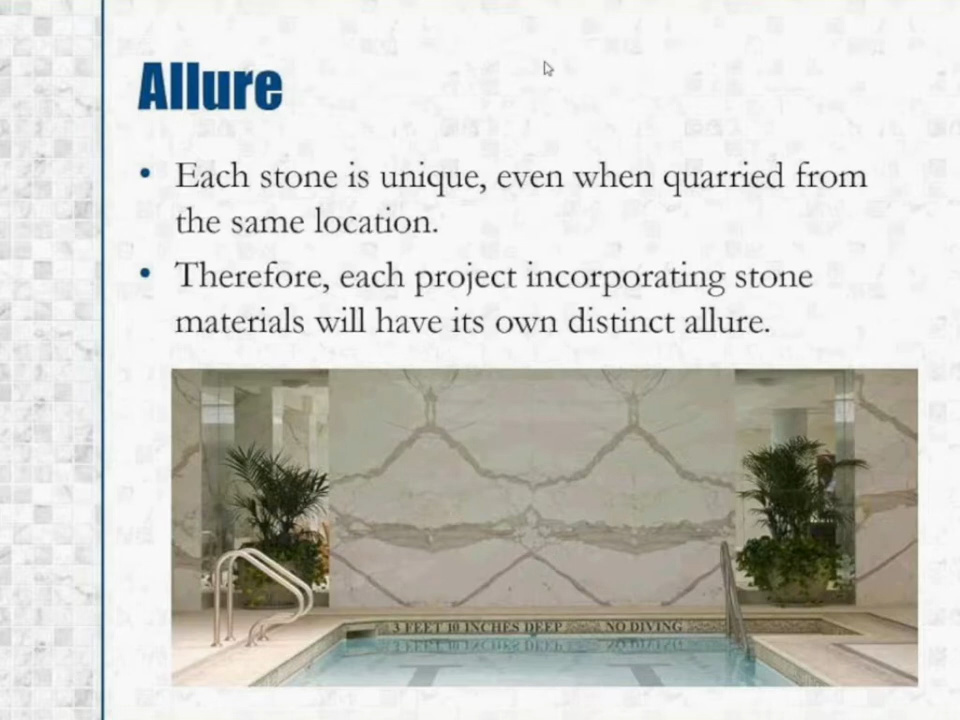 Allure
• Each stone is unique, even when quarried from
the same location.
• Therefore, each project incorporating stone
materials will have its own distinct allure.
3 FEET 10 INCHES DEEP NO DIVING